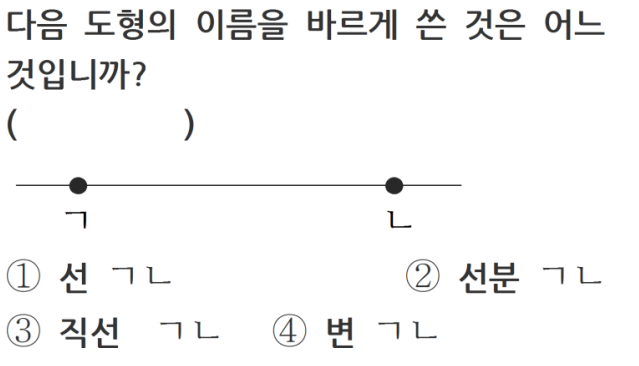 다음 도형의 이름을 바르게 쓴 것은 어느
것입니까?
(          )
ㄱ ㄴ
① 선 ㄱㄴ ② 선분 ㄱㄴ
③ 직선 ㄱㄴ ④ 변 ㄱㄴ